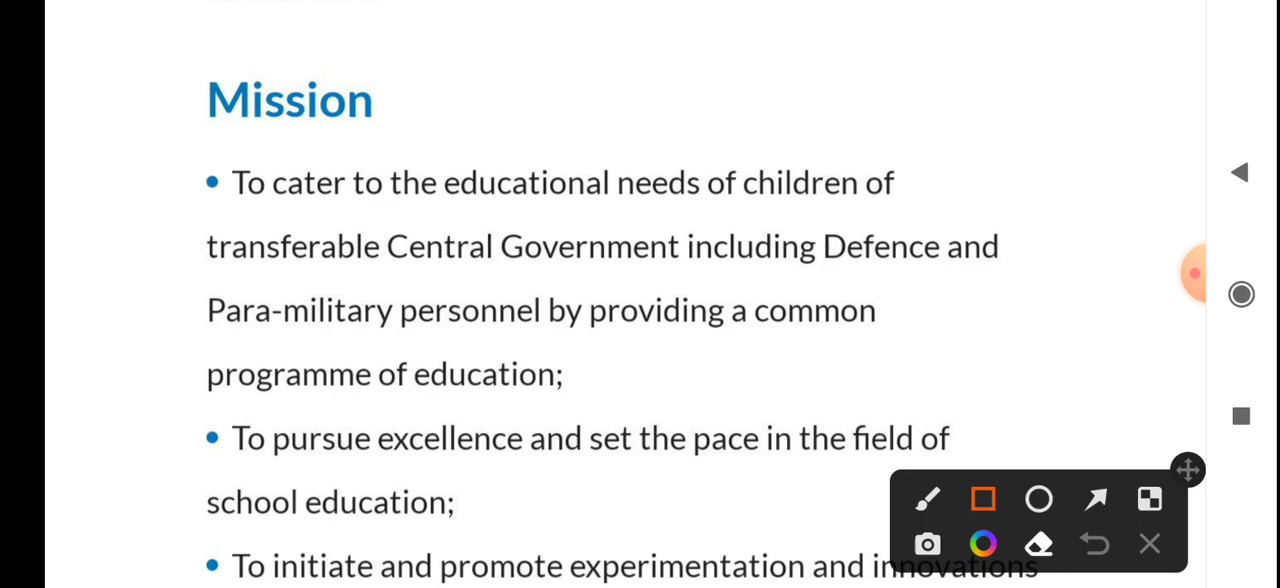 Mission
• To cater to the educational needs of children of
transferable Central Government including Defence and
Para-military personnel by providing a common
programme of education;
• To pursue excellence and set the pace in the field of
school education;
• To initiate and promote experimentation and innovations